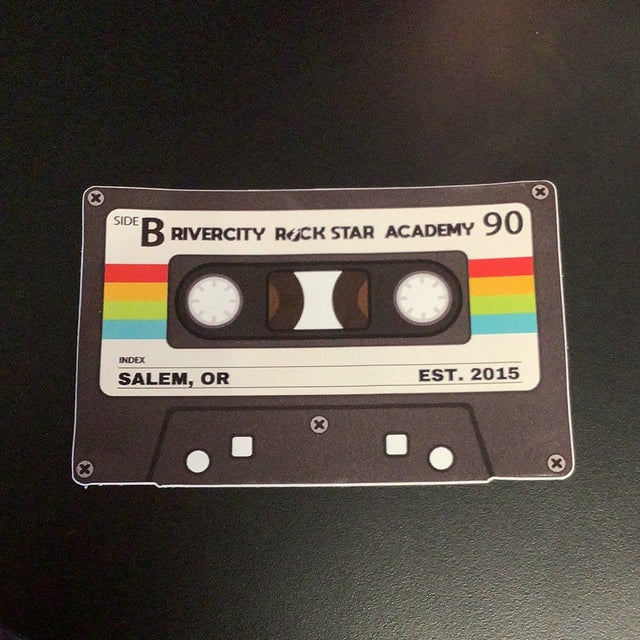 SIDE B RIVERCITY ROCK STAR ACADEMY 90
INDEX
SALEM, OR EST. 2015